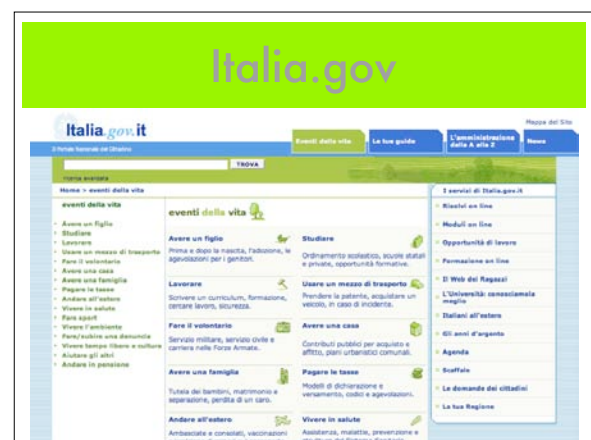 Italia.gov
Italia.gov.it
Mappa del Sito
Il Portale Nazionale del Cittadino
Eventi della vita
Le tue guide
L'amministrazione
dalla A alla Z
News
TROVA
ricerca avanzata
Home > eventi della vita
eventi della vita
Avere un figlio
Studiare
Lavorare
Usare un mezzo di trasporto
Fare il volontario
Avere una casa
Avere una famiglia
Pagare le tasse
Andare all'estero
Vivere in salute
Fare sport
Vivere l'ambiente
Fare/subire una denuncia
Vivere tempo libero e cultura
Aiutare gli altri
Andare in pensione
eventi della vita
Avere un figlio
Prima e dopo la nascita, l'adozione, le
agevolazioni per i genitori.
Studiare
Ordinamento scolastico, scuole statali
e private, opportunità formative.
Lavorare
Scrivere un curriculum, formazione,
cercare lavoro, sicurezza.
Usare un mezzo di trasporto
Prendere la patente, acquistare un
veicolo, in caso di incidente.
Fare il volontario
Servizio militare, servizio civile e
carriera nelle Forze Armate.
Avere una casa
Contributi pubblici per acquisto e
affitto, piani urbanistici comunali.
Avere una famiglia
Tutela dei bambini, matrimonio e
separazione, perdita di un caro.
Pagare le tasse
Modelli di dichiarazione e
versamento, codici e agevolazioni.
Andare all'estero
Ambasciate e consolati, vaccinazioni
Vivere in salute
Assistenza, malattie, prevenzione e
I servizi di Italia.gov.it
Risolvi on line
Moduli on line
Opportunità di lavoro
Formazione on line
Il Web dei Ragazzi
L'Università: conosciamola
meglio
Italiani all'estero
Gli anni d'argento
Agenda
Scaffale
Le domande dei cittadini
La tua Regione